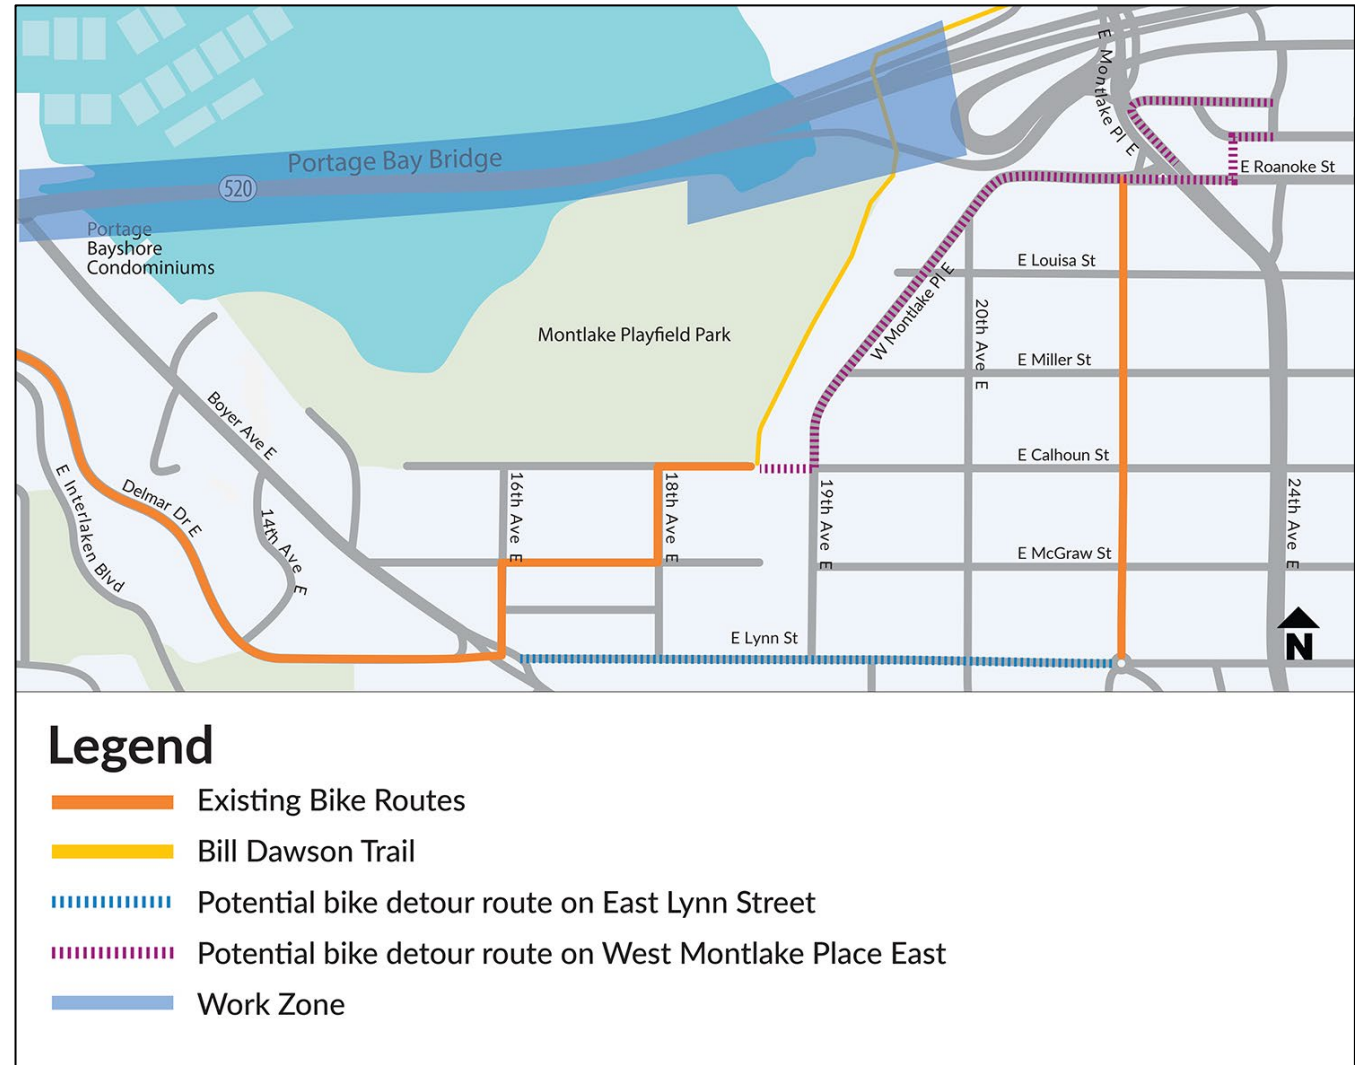 E Montlake Pl E
Portage Bay Bridge
520
E Roanoke St
Portage
Bayshore
Condominiums
E Louisa St
W Montlake Pl E
20th Ave E
Montlake Playfield Park
E Miller St
Boyer Ave E
E Calhoun St
E Interlaken Blvd
Delmar Dr E
14th Ave E
16th Ave E
18th Ave E
19th Ave E
24th Ave E
E McGraw St
E Lynn St
N
Legend
Existing Bike Routes
Bill Dawson Trail
Potential bike detour route on East Lynn Street
Potential bike detour route on West Montlake Place East
Work Zone